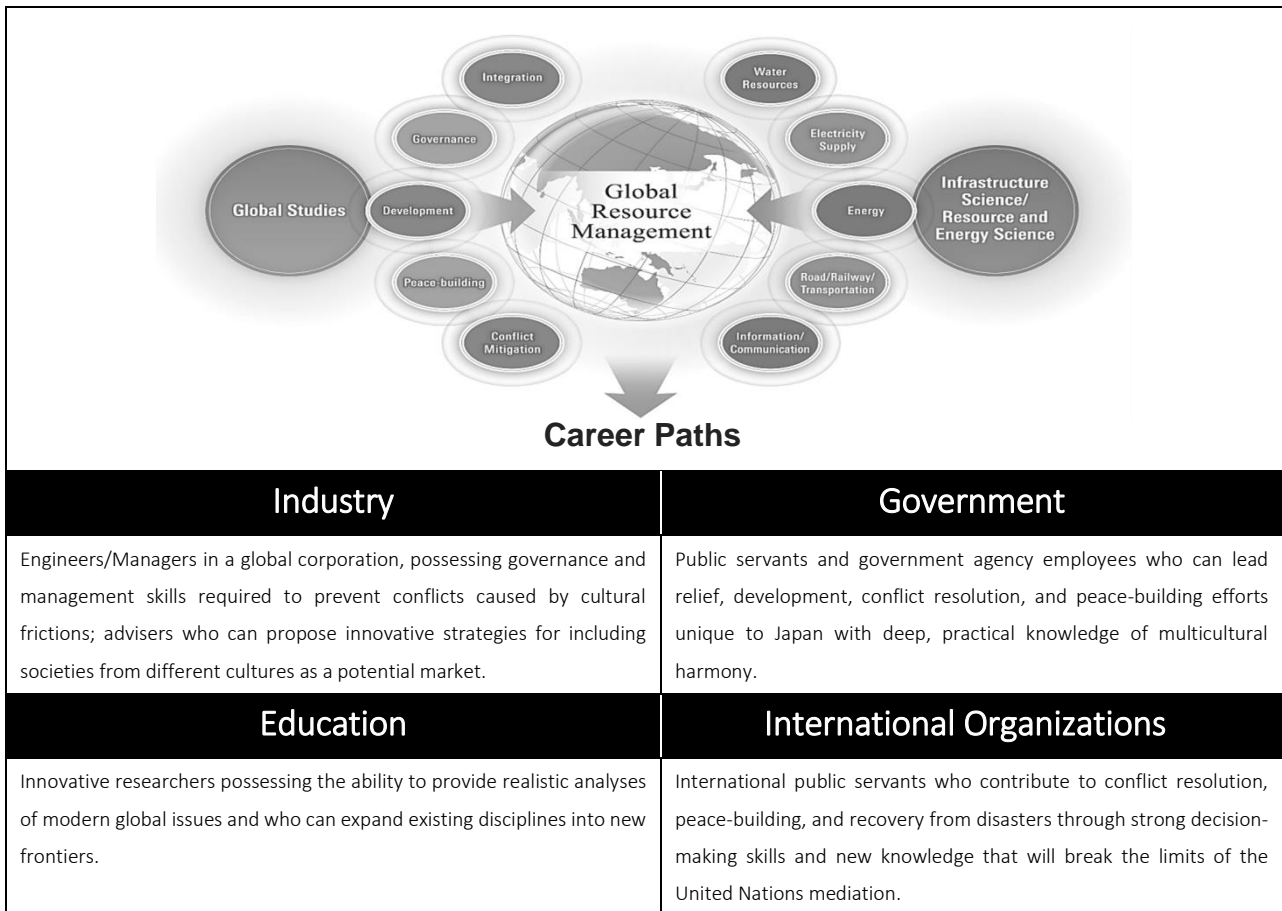 Integration
Governance
Global Studies
Development
Peace-building
Conflict
Mitigation
Global
Resource
Management
Water
Resources
Electricity
Supply
Energy
Infrastructure
Science/
Resource and
Energy Science
Road/Railway/
Transportation
Information/
Communication
Career Paths
Industry
Engineers/Managers in a global corporation, possessing governance and
management skills required to prevent conflicts caused by cultural
frictions; advisers who can propose innovative strategies for including
societies from different cultures as a potential market.
Government
Public servants and government agency employees who can lead
relief, development, conflict resolution, and peace-building efforts
unique to Japan with deep, practical knowledge of multicultural
harmony.
Education
Innovative researchers possessing the ability to provide realistic analyses
of modern global issues and who can expand existing disciplines into new
frontiers.
International Organizations
International public servants who contribute to conflict resolution,
peace-building, and recovery from disasters through strong decision-
making skills and new knowledge that will break the limits of the
United Nations mediation.